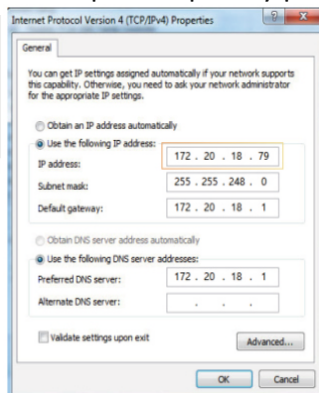 Internet Protocol Version 4 (TCP/IPv4) Properties
General
You can get IP settings assigned automatically if your network supports
this capability. Otherwise, you need to ask your network administrator
for the appropriate IP settings.
Obtain an IP address automatically
Use the following IP address:
IP address: 172 . 20 . 18 . 79
Subnet mask: 255 . 255 . 248 . 0
Default gateway: 172 . 20 . 18 . 1
Obtain DNS server address automatically
Use the following DNS server addresses:
Preferred DNS server: 172 . 20 . 18 . 1
Alternate DNS server: . . .
Validate settings upon exit
Advanced...
OK Cancel